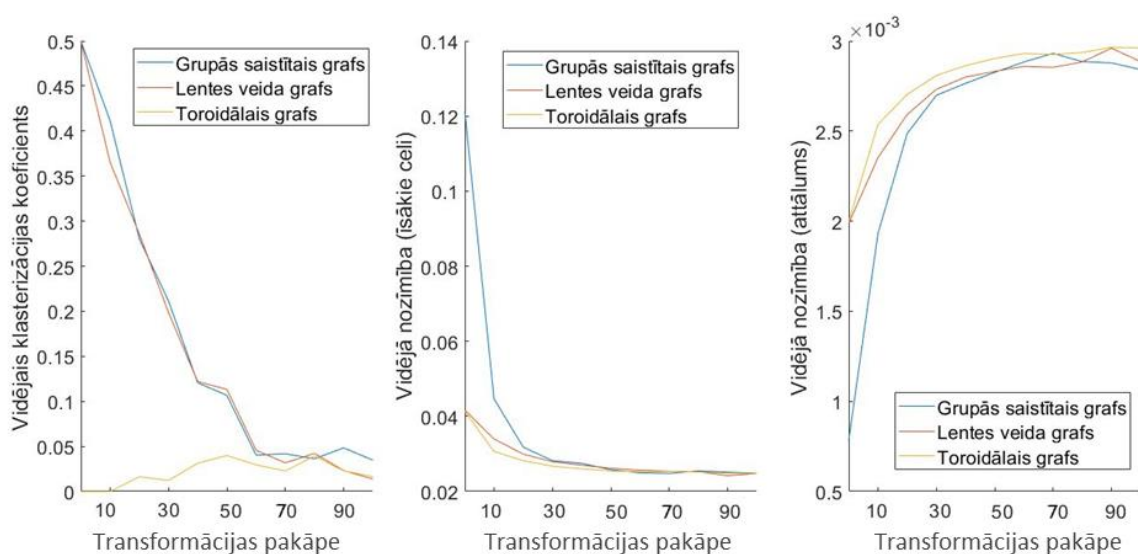 Vidējais klasterizācijas koeficients
0.5
0.45
0.4
0.35
0.3
0.25
0.2
0.15
0.1
0.05
0
Grupās saistītais grafs
Lentes veida grafs
Toroidālais grafs
10 30 50 70 90
Transformācijas pakāpe
Vidējā nozīmība (īsākie celi)
0.14
0.12
0.1
0.08
0.06
0.04
0.02
Grupās saistītais grafs
Lentes veida grafs
Toroidālais grafs
10 30 50 70 90
Transformācijas pakāpe
Vidējā nozīmība (attālums)
×10-3
3
2.5
2
1.5
1
0.5
Grupās saistītais grafs
Lentes veida grafs
Toroidālais grafs
10 30 50 70 90
Transformācijas pakāpe